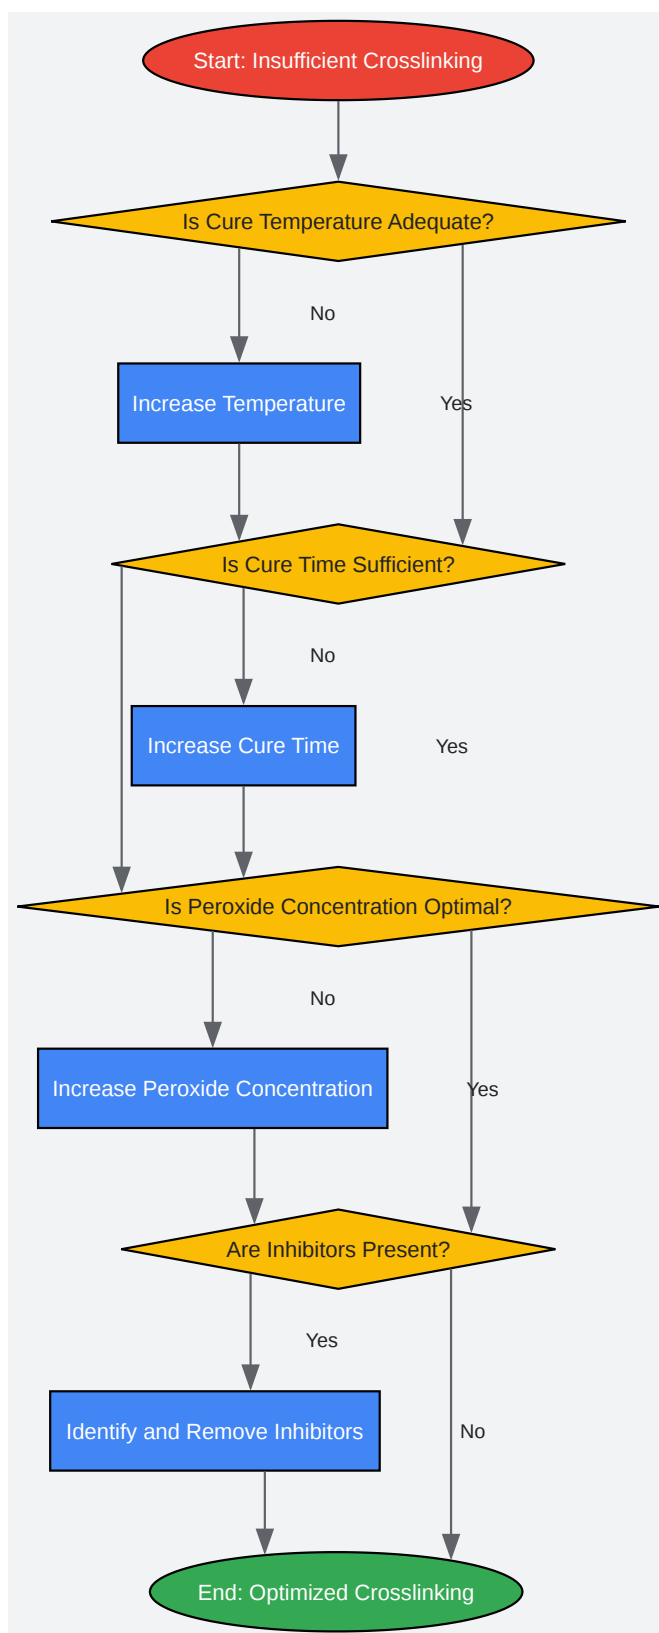 Start: Insufficient Crosslinking
Is Cure Temperature Adequate?
No
Increase Temperature
Yes
Is Cure Time Sufficient?
No
Increase Cure Time
Yes
Is Peroxide Concentration Optimal?
No
Increase Peroxide Concentration
Yes
Are Inhibitors Present?
Yes
Identify and Remove Inhibitors
No
End: Optimized Crosslinking